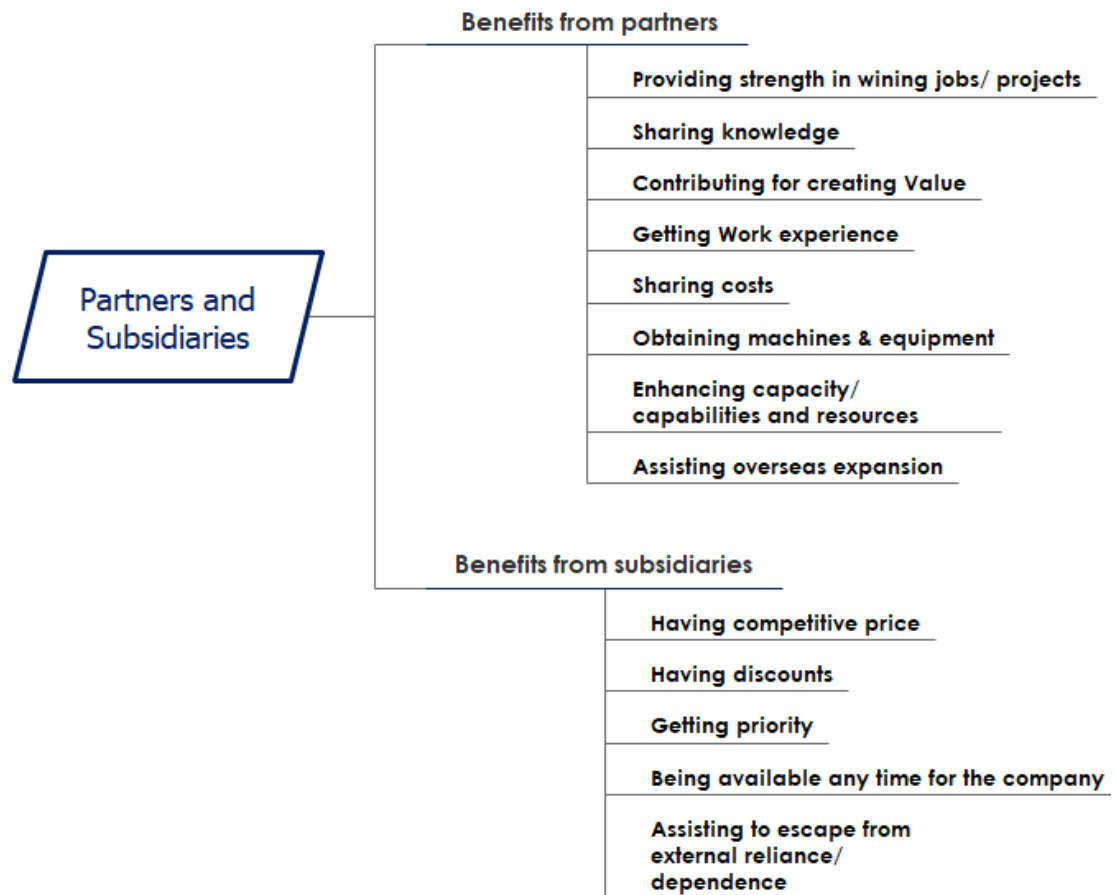 Benefits from partners
Providing strength in wining jobs/ projects
Sharing knowledge
Contributing for creating Value
Getting Work experience
Sharing costs
Obtaining machines & equipment
Enhancing capacity/
capabilities and resources
Assisting overseas expansion
Partners and
Subsidiaries
Benefits from subsidiaries
Having competitive price
Having discounts
Getting priority
Being available any time for the company
Assisting to escape from
external reliance/
dependence